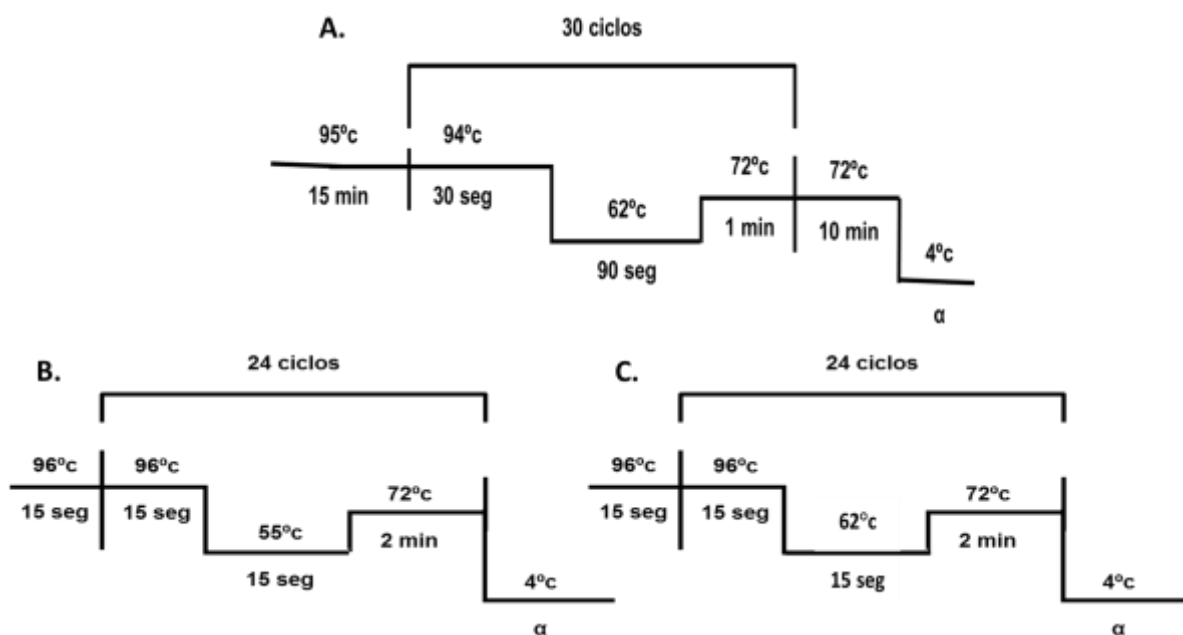 A.
30 ciclos
95ºc 94ºc
15 min 30 seg
62ºc
90 seg
72ºc 72ºc
1 min 10 min
4ºc
α
B.
24 ciclos
96ºc 96ºc
15 seg 15 seg
55ºc
15 seg
72ºc
2 min
4ºc
α
C.
24 ciclos
96ºc 96ºc
15 seg 15 seg
62ºc
15 seg
72ºc
2 min
4ºc
α